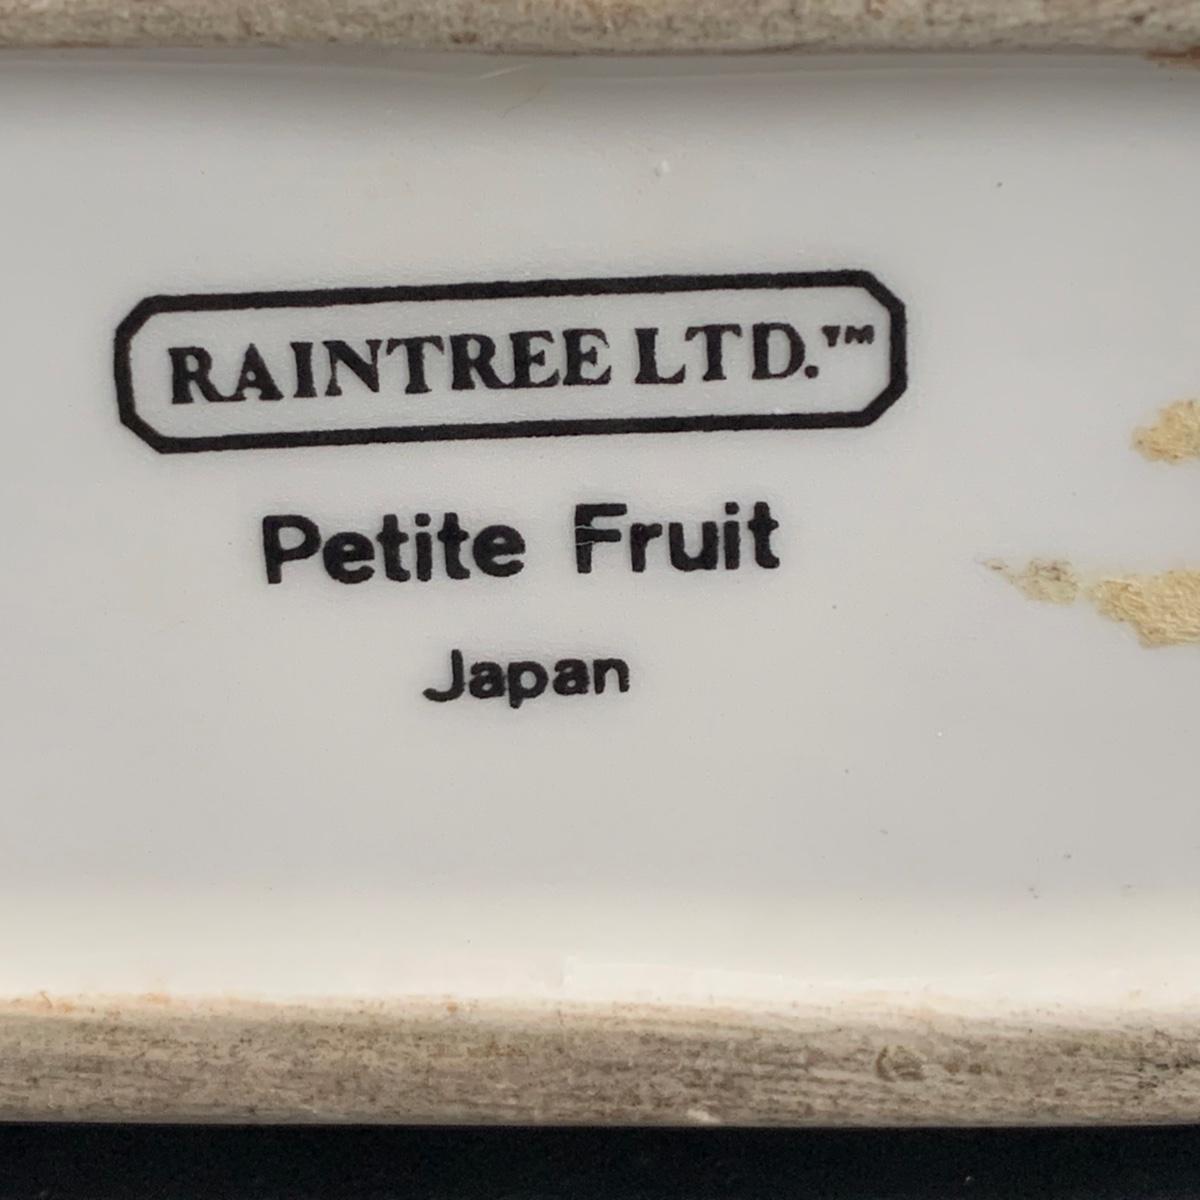 RAINTREE LTD.™
Petite Fruit
Japan